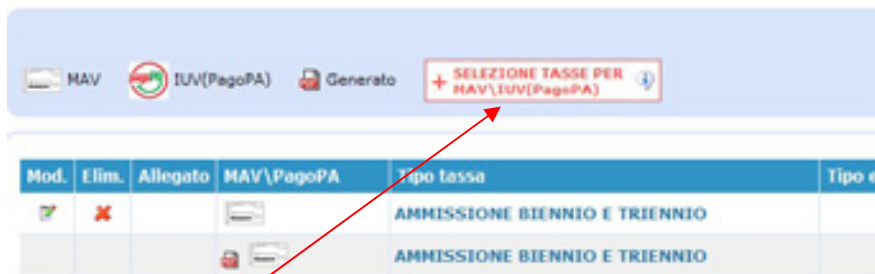 MAV IUV(PagoPA) Generato + SELEZIONE TASSE PER
MAV\IUV(PagoPA)
Mod. Elim. Allegato MAV\PagoPA Tipo tassa Tipo e
AMMISSIONE BIENNIO E TRIENNIO
AMMISSIONE BIENNIO E TRIENNIO